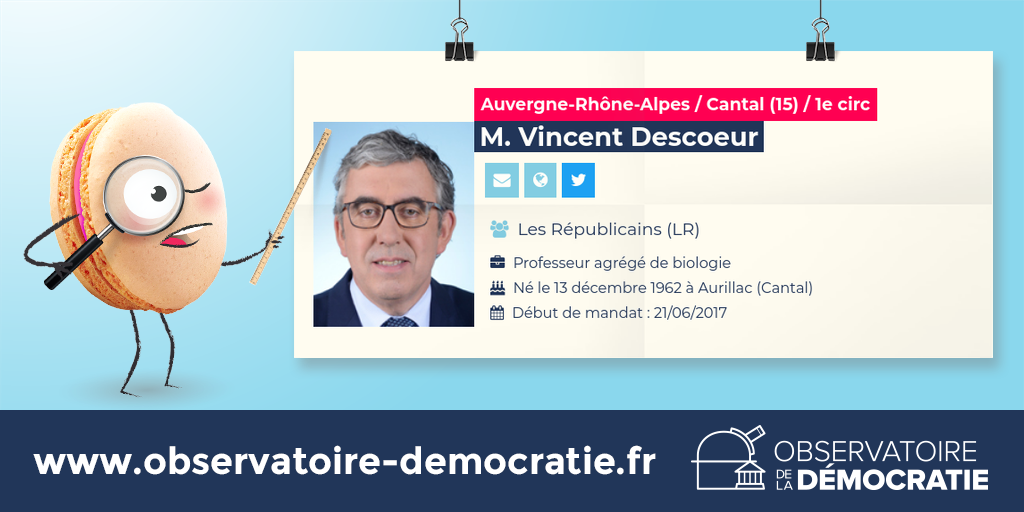 Auvergne-Rhône-Alpes / Cantal (15) / 1e circ
M. Vincent Descoeur
Les Républicains (LR)
Professeur agrégé de biologie
Né le 13 décembre 1962 à Aurillac (Cantal)
Début de mandat : 21/06/2017
www.observatoire-democratie.fr
OBSERVATOIRE
DE LA DÉMOCRATIE